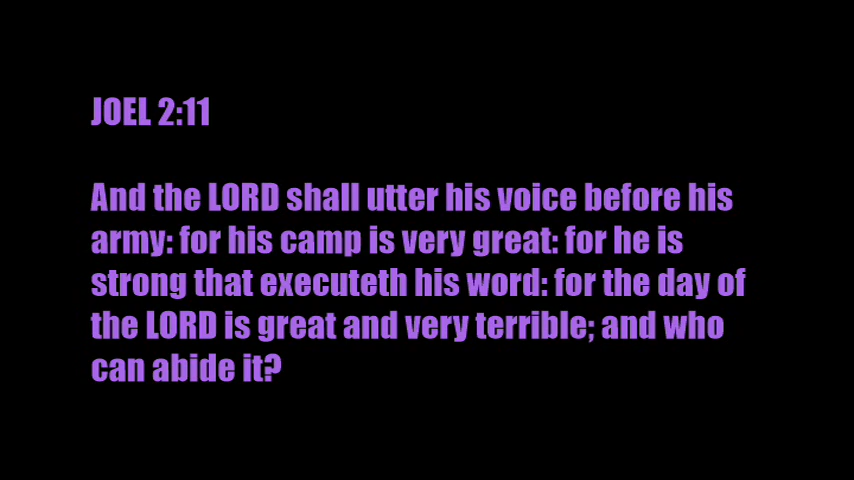 JOEL 2:11
And the LORD shall utter his voice before his
army: for his camp is very great: for he is
strong that executeth his word: for the day of
the LORD is great and very terrible; and who
can abide it?